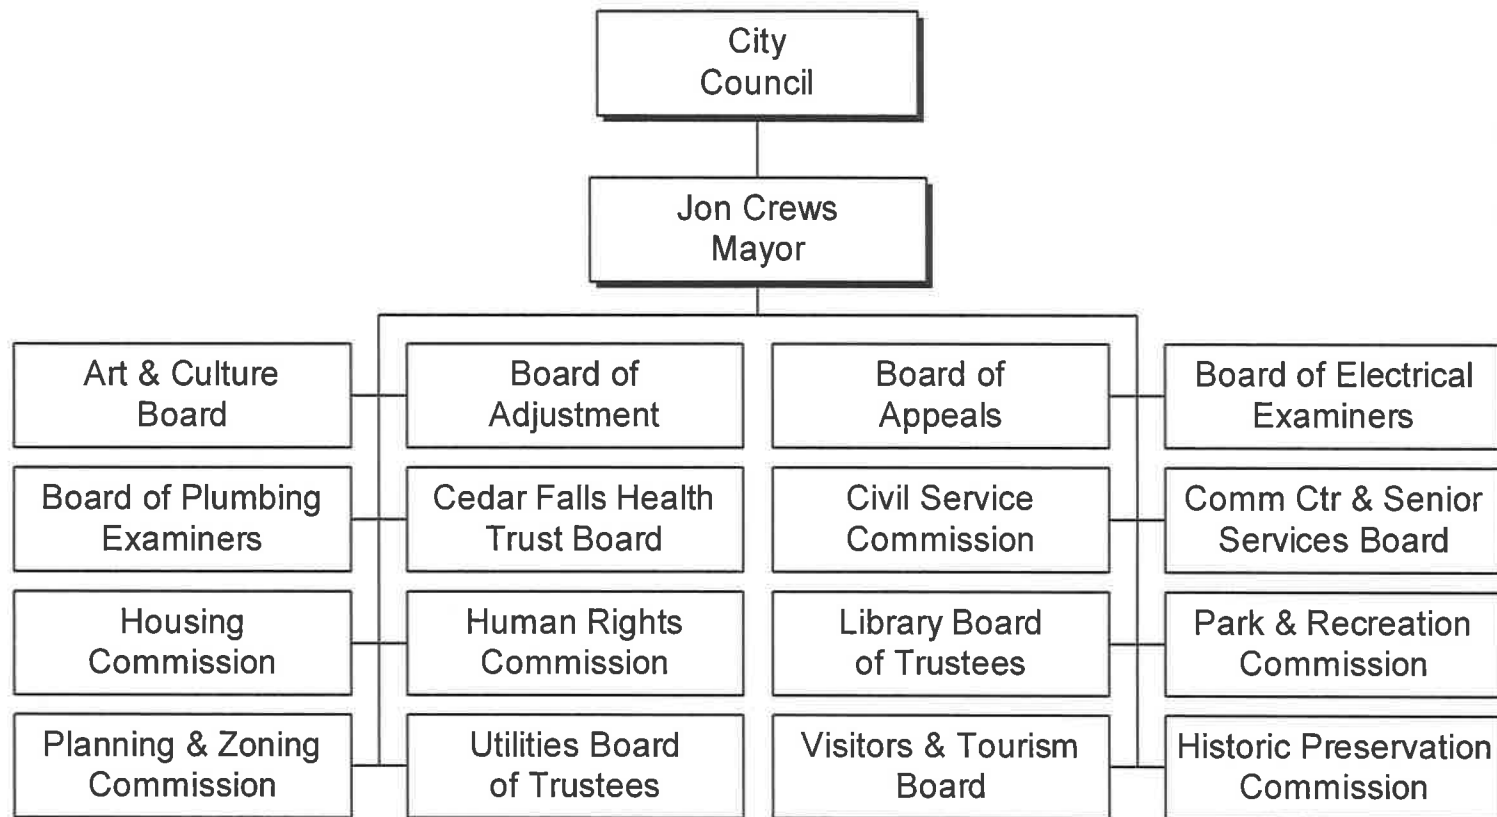 City
Council
Jon Crews
Mayor
Art & Culture
Board
Board of
Adjustment
Board of
Appeals
Board of Electrical
Examiners
Board of Plumbing
Examiners
Cedar Falls Health
Trust Board
Civil Service
Commission
Comm Ctr & Senior
Services Board
Housing
Commission
Human Rights
Commission
Library Board
of Trustees
Park & Recreation
Commission
Planning & Zoning
Commission
Utilities Board
of Trustees
Visitors & Tourism
Board
Historic Preservation
Commission